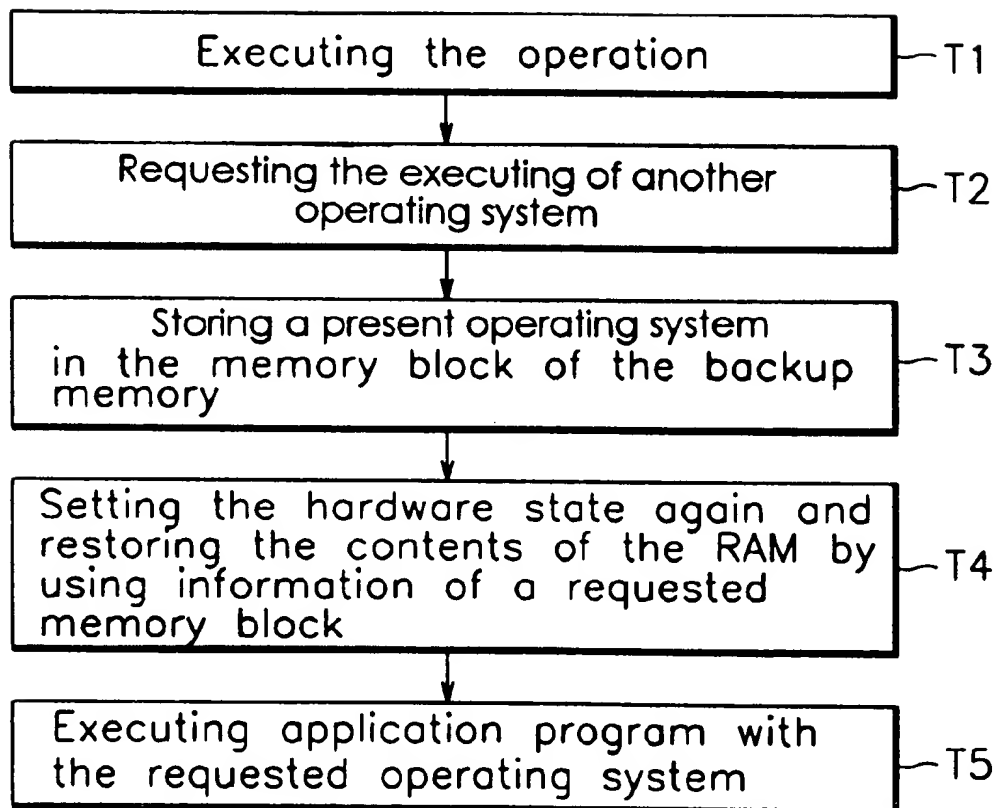 Executing the operation
T1
Requesting the executing of another
operating system
T2
Storing a present operating system
in the memory block of the backup
memory
T3
Setting the hardware state again and
restoring the contents of the RAM by
using information of a requested
memory block
T4
Executing application program with
the requested operating system
T5